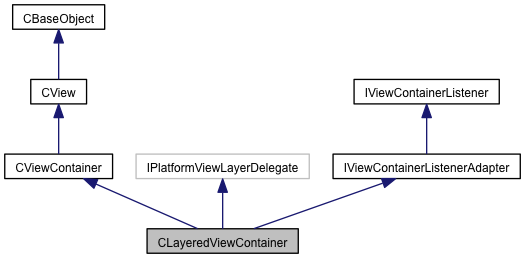 CBaseObject
CView
IViewContainerListener
CViewContainer
IPlatformViewLayerDelegate
IViewContainerListenerAdapter
CLayeredViewContainer